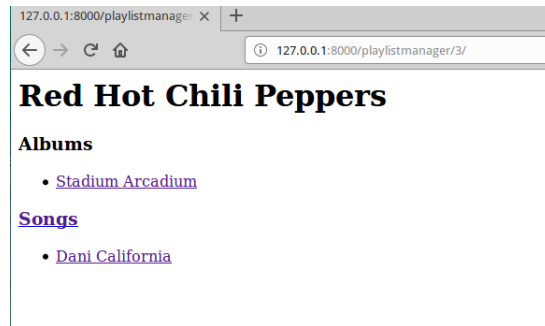 127.0.0.1:8000/playlistmanager
127.0.0.1:8000/playlistmanager/3/
Red Hot Chili Peppers
Albums
Stadium Arcadium
Songs
Dani California